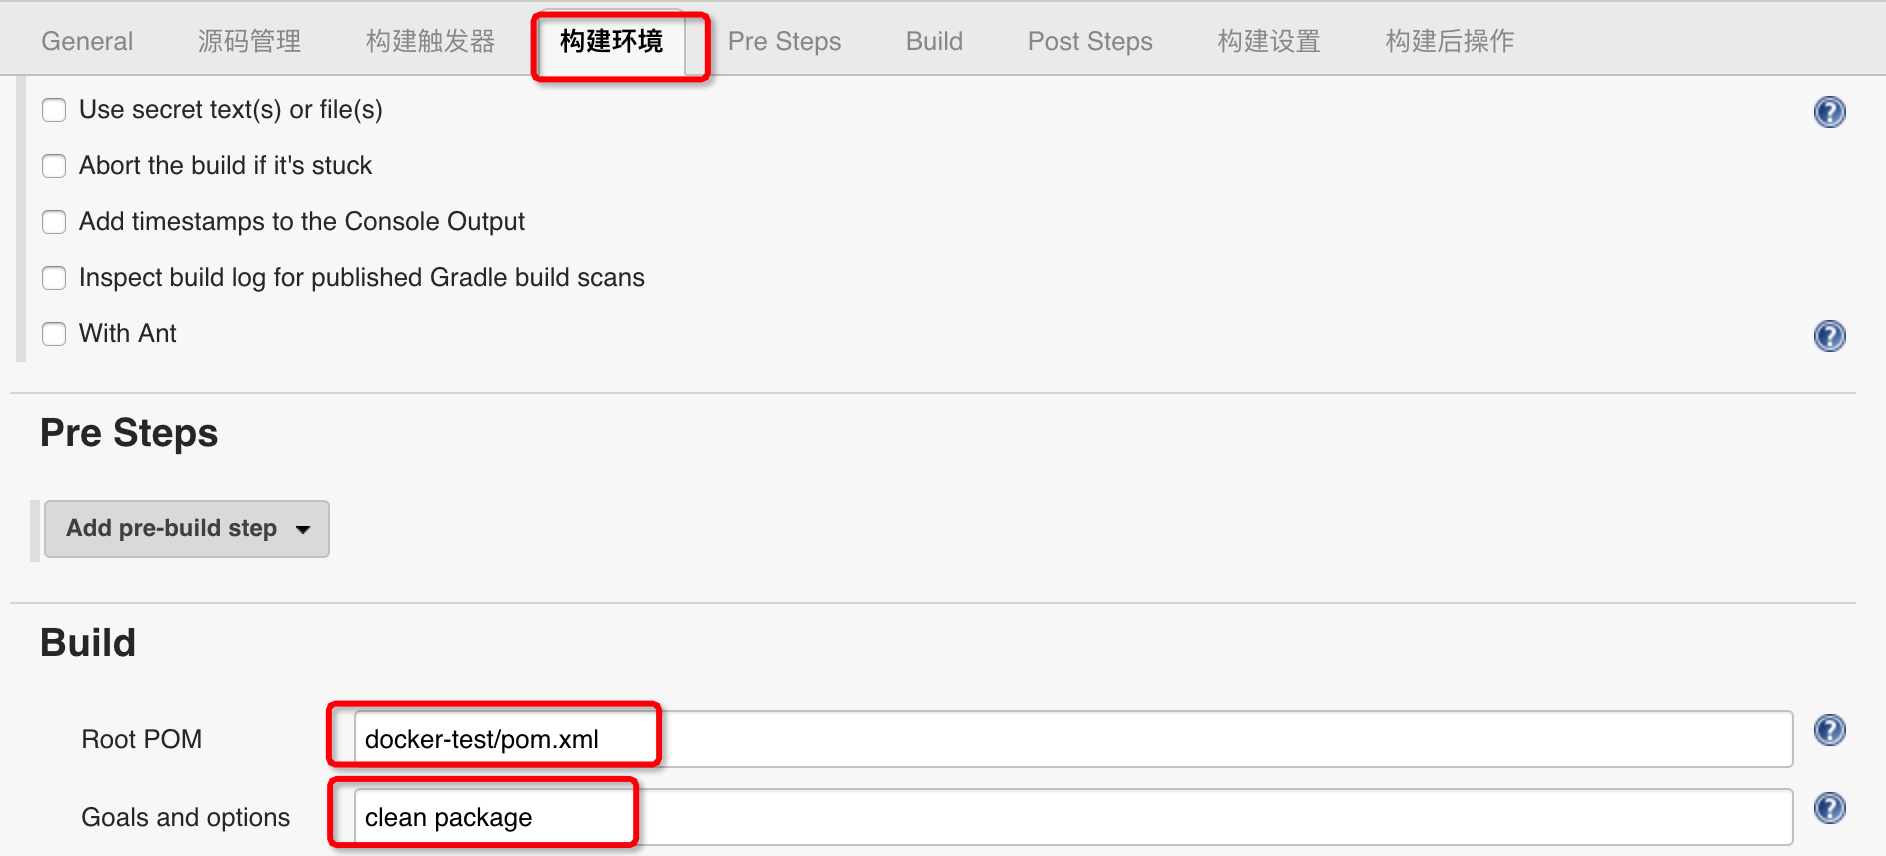 General 源码管理 构建触发器 构建环境 Pre Steps Build Post Steps 构建设置 构建后操作
Use secret text(s) or file(s)
Abort the build if it's stuck
Add timestamps to the Console Output
Inspect build log for published Gradle build scans
With Ant
Pre Steps
Add pre-build step
Build
Root POM docker-test/pom.xml
Goals and options clean package